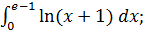 ∫₀^{e−1} ln(x + 1) dx;